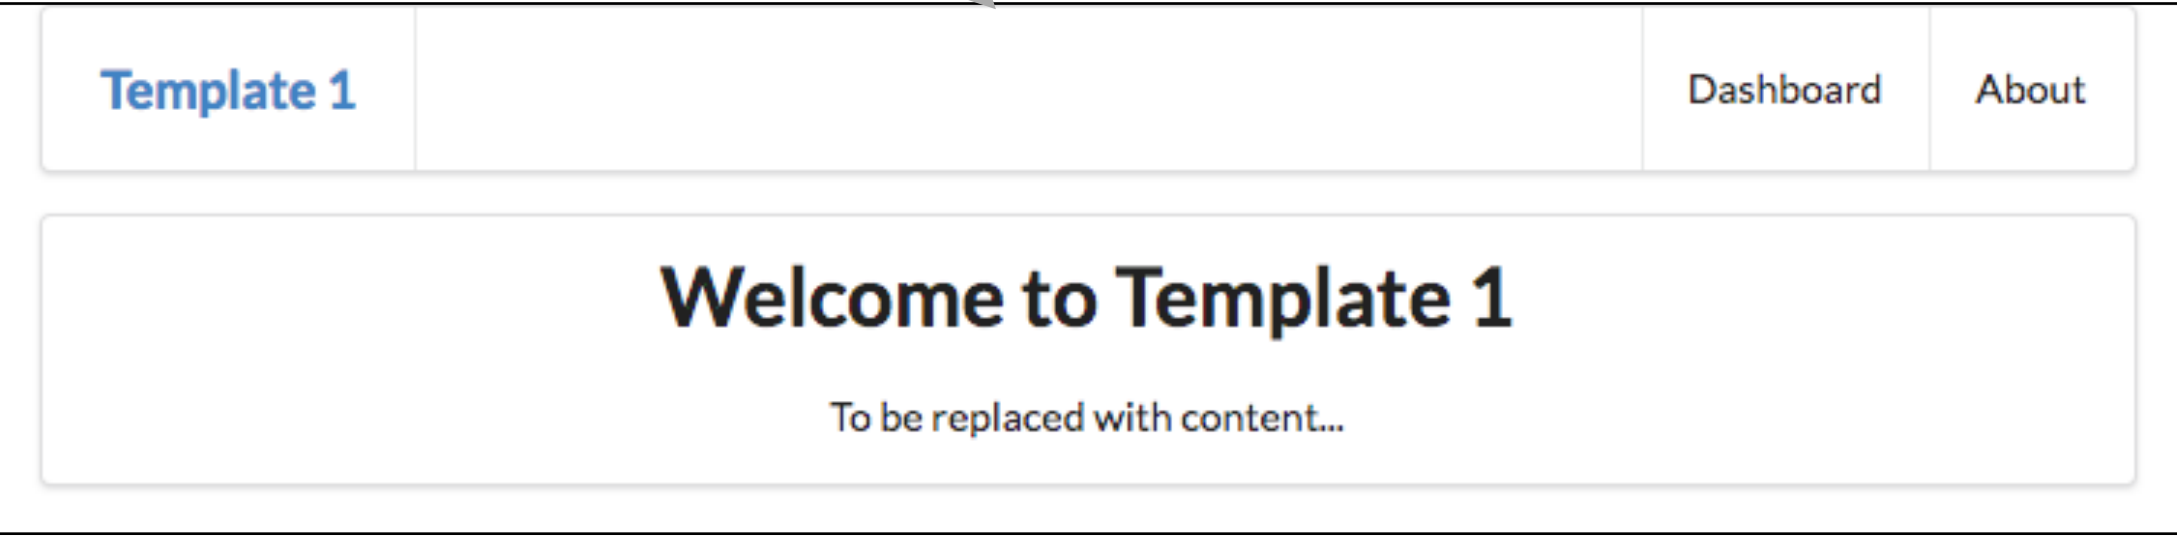 Template 1
Dashboard
About
Welcome to Template 1
To be replaced with content...